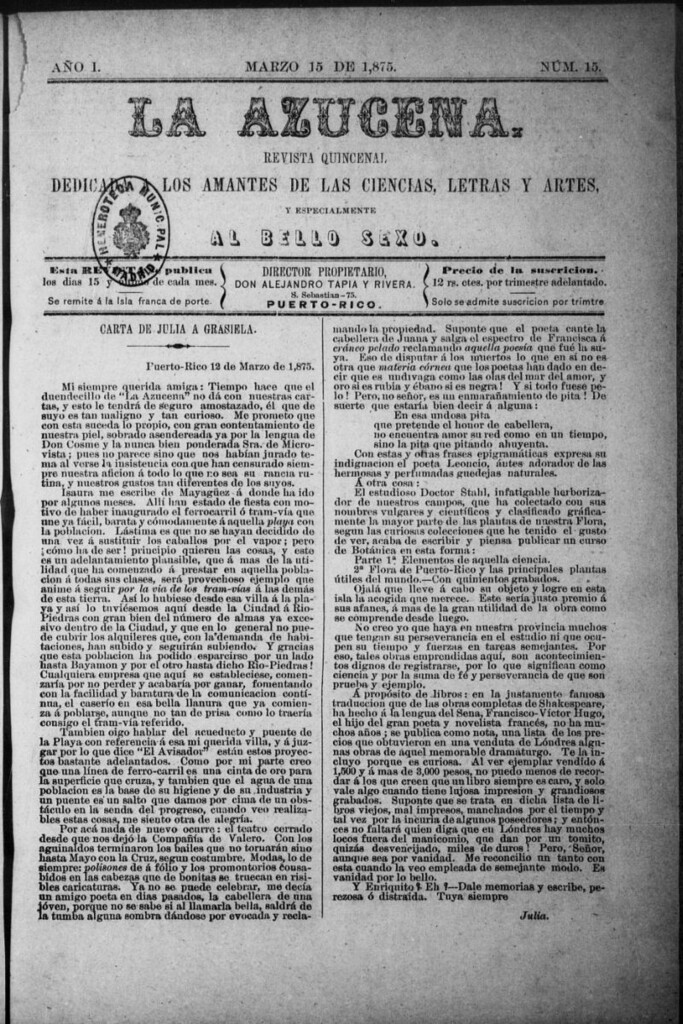 AÑO I. MARZO 15 DE 1,875. NÚM. 15.
LA AZUCENA.
REVISTA QUINCENAL
DEDICADA Á LOS AMANTES DE LAS CIENCIAS, LETRAS Y ARTES,
Y ESPECIALMENTE
AL BELLO SEXO.
HEMEROTECA MUNICIPAL
MADRID
Esta REVISTA se publica
los dias 15 y de cada mes.
Se remite á la Isla franca de porte.
DIRECTOR PROPIETARIO,
DON ALEJANDRO TAPIA Y RIVERA.
S. Sebastian-75.
PUERTO-RICO.
Precio de la suscricion.
12 rs. ctes. por trimestre adelantado.
Solo se admite suscricion por trimtre
CARTA DE JULIA A GRASIELA.
Puerto-Rico 12 de Marzo de 1,875.
Mi siempre querida amiga: Tiempo hace que el
duendecillo de "La Azucena" no dá con nuestras car-
tas, y esto le tendrá de seguro amostazado, él que de
suyo es tan maligno y tan curioso. Me prometo que
con esta suceda lo propio, con gran contentamiento de
nuestra piel, sobrado asendereada ya por la lengua de
Don Cosme y la nunca bien ponderada Sra. de Micro-
vista; pues no parece sino que nos habían jurado te-
ma al verse la insistencia con que han censurado siem-
pre nuestra afición á todo lo que no sea su rancia ru-
tina, y nuestros gustos tan diferentes de los suyos.
Isaura me escribe de Mayagüez á donde ha ido
por algunos meses. Allí han estado de fiesta con mo-
tivo de haber inaugurado el ferrocarril ó tram-vía que
une ya fácil, barata y cómodamente á aquella playa con
la poblacion. Lástima es que no se hayan decidido de
una vez á sustituir los caballos por el vapor; pero
¡cómo ha de ser! principio quieren las cosas, y este
es un adelantamiento plausible, que á mas de la uti-
lidad que ha comenzado á prestar en aquella pobla-
cion á todas sus clases, será provechoso ejemplo que
anime á seguir por la vía de los tram-vias á las demás
de esta tierra. Así lo hubiese desde esa villa á la pla-
ya y así lo tuviésemos aquí desde la Ciudad á Rio-
Piedras con gran bien del número de almas ya exce-
sivo dentro de la Ciudad, y que en lo general no pue-
de cubrir los alquileres que, con la demanda de habi-
taciones, han subido y seguirán subiendo. Y gracias
que esta poblacion ha podido esparcirse por un lado
hasta Bayamon y por el otro hasta dicho Rio-Piedras!
Cualquiera empresa que aquí se estableciese, comen-
zaría por no perder y acabaría por ganar, fomentando
con la facilidad y baratura de la comunicacion contí-
nua, el caserío en esa bella llanura que ya comien-
za á poblarse, aunque no tan de prisa como lo traería
consigo el fram-vía referido.
Tambien oigo hablar del acueducto y puente de
la Playa con referencia á esa mi querida villa, y á juz-
gar por lo que dice "El Avisador" están estos proyec-
tos bastante adelantados. Como por mi parte creo
que una línea de ferro-carril es una cinta de oro para
la superficie que cruza, y tambien que el agua de una
poblacion es la base de su higiene y de su industria y
un puente es un salto que damos por cima de un obs-
táculo en la senda del progreso, cuando veo realiza-
bles estas cosas, me siento otra de alegría.
Por acá nada de nuevo ocurre: el teatro cerrado
desde que nos dejó la Compañía de Valero. Con los
aguinaldos terminaron los bailes que no tornarán sino
hasta Mayo con la Cruz, segun costumbre. Modas, lo de
siempre: polisones de á fólio y los promontorios consa-
bidos en las cabezas que de bonitas se truecan en risi-
bles caricaturas. Ya no se puede celebrar, me decía
un amigo poeta en dias pasados, la cabellera de una
jóven, porque no se sabe si al llamarla bella, saldrá de
la tumba alguna sombra dándose por evocada y recla-
mando la propiedad. Suponte que el poeta cante la
cabellera de Juana y salga el espectro de Francisca á
cráneo pelado reclamando aquella poesía que fué la su-
ya. Eso de disputar á los muertos lo que en sí no es
otra que materia córnea que los poetas han dado en de-
cir que es undívaga como las olas del mar del amor, y
oro si es rubia y ébano si es negra! Y si todo fuese pe-
lo! Pero, no señor, es un enmarañamiento de pita! De
suerte que estaria bien decir á alguna:
En esa undosa pita
que pretende el honor de cabellera,
no encuentra amor su red como en un tiempo,
sino la pita que pitando ahuyenta.
Con estas y otras frases epigramáticas expresa su
indignacion el poeta Leoncio, ántes adorador de las
hermosas y perfumadas guedejas naturales.
Á otra cosa:
El estudioso Doctor Stahl, infatigable herboriza-
dor de nuestros campos, que ha colectado con sus
nombres vulgares y científicos y clasificado gráfica-
mente la mayor parte de las plantas de nuestra Flora,
segun las curiosas colecciones que he tenido el gusto
de ver, acaba de escribir y piensa publicar un curso
de Botánica en esta forma:
Parte 1ª Elementos de aquella ciencia.
2ª Flora de Puerto-Rico y las principales plantas
útiles del mundo.—Con quinientos grabados.
Ojalá que lleve á cabo su objeto y logre en esta
isla la acogida que merece. Este sería justo premio á
sus afanes, á mas de la gran utilidad de la obra como
se comprende desde luego.
No creo yo que haya en nuestra provincia muchos
que tengan su perseverancia en el estudio ni que ocu-
pen su tiempo y fuerzas en tareas semejantes. Por
eso, tales obras emprendidas aquí, son acontecimien-
tos dignos de registrarse, por lo que significan como
ciencia y por la suma de fé y perseverancia de que son
prueba y ejemplo.
Á propósito de libros: en la justamente famosa
traduccion que de las obras completas de Shakespeare,
ha hecho á la lengua del Sena, Francisco-Víctor Hugo,
el hijo del gran poeta y novelista francés, no há mu-
chos años; se publica como nota, una lista de los pre-
cios que obtuvieron en una venduta de Lóndres algu-
nas obras de aquel memorable dramaturgo. Te la in-
cluyo porque es curiosa. Al ver ejemplar vendido á
1,500 y á mas de 3,000 pesos, no puedo menos de recor-
dar á los que creen que un libro siempre es caro, y solo
vale algo cuando tiene lujosa impresion y grandiosos
grabados. Suponte que se trata en dicha lista de li-
bros viejos, mal impresos, manchados por el tiempo y
tal vez por la incuria de algunos poseedores; y entón-
ces no faltará quien diga que en Lóndres hay muchos
locos fuera del manicomio, que dan por un tomito,
quizás desvencijado, miles de duros! Pero, Señor,
aunque sea por vanidad. Me reconcilio un tanto con
esta cuando la veo empleada de semejante modo. Es
vanidad por lo bello.
Y Enriquito? Eh?—Dale memorias y escribe, pe-
rezosa ó distraida. Tuya siempre
Julia.